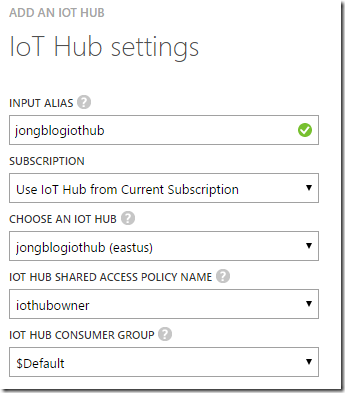 ADD AN IOT HUB
IoT Hub settings
INPUT ALIAS ?
jongblogiothub
SUBSCRIPTION
Use IoT Hub from Current Subscription
CHOOSE AN IOT HUB ?
jongblogiothub (eastus)
IOT HUB SHARED ACCESS POLICY NAME ?
iothubowner
IOT HUB CONSUMER GROUP ?
$Default